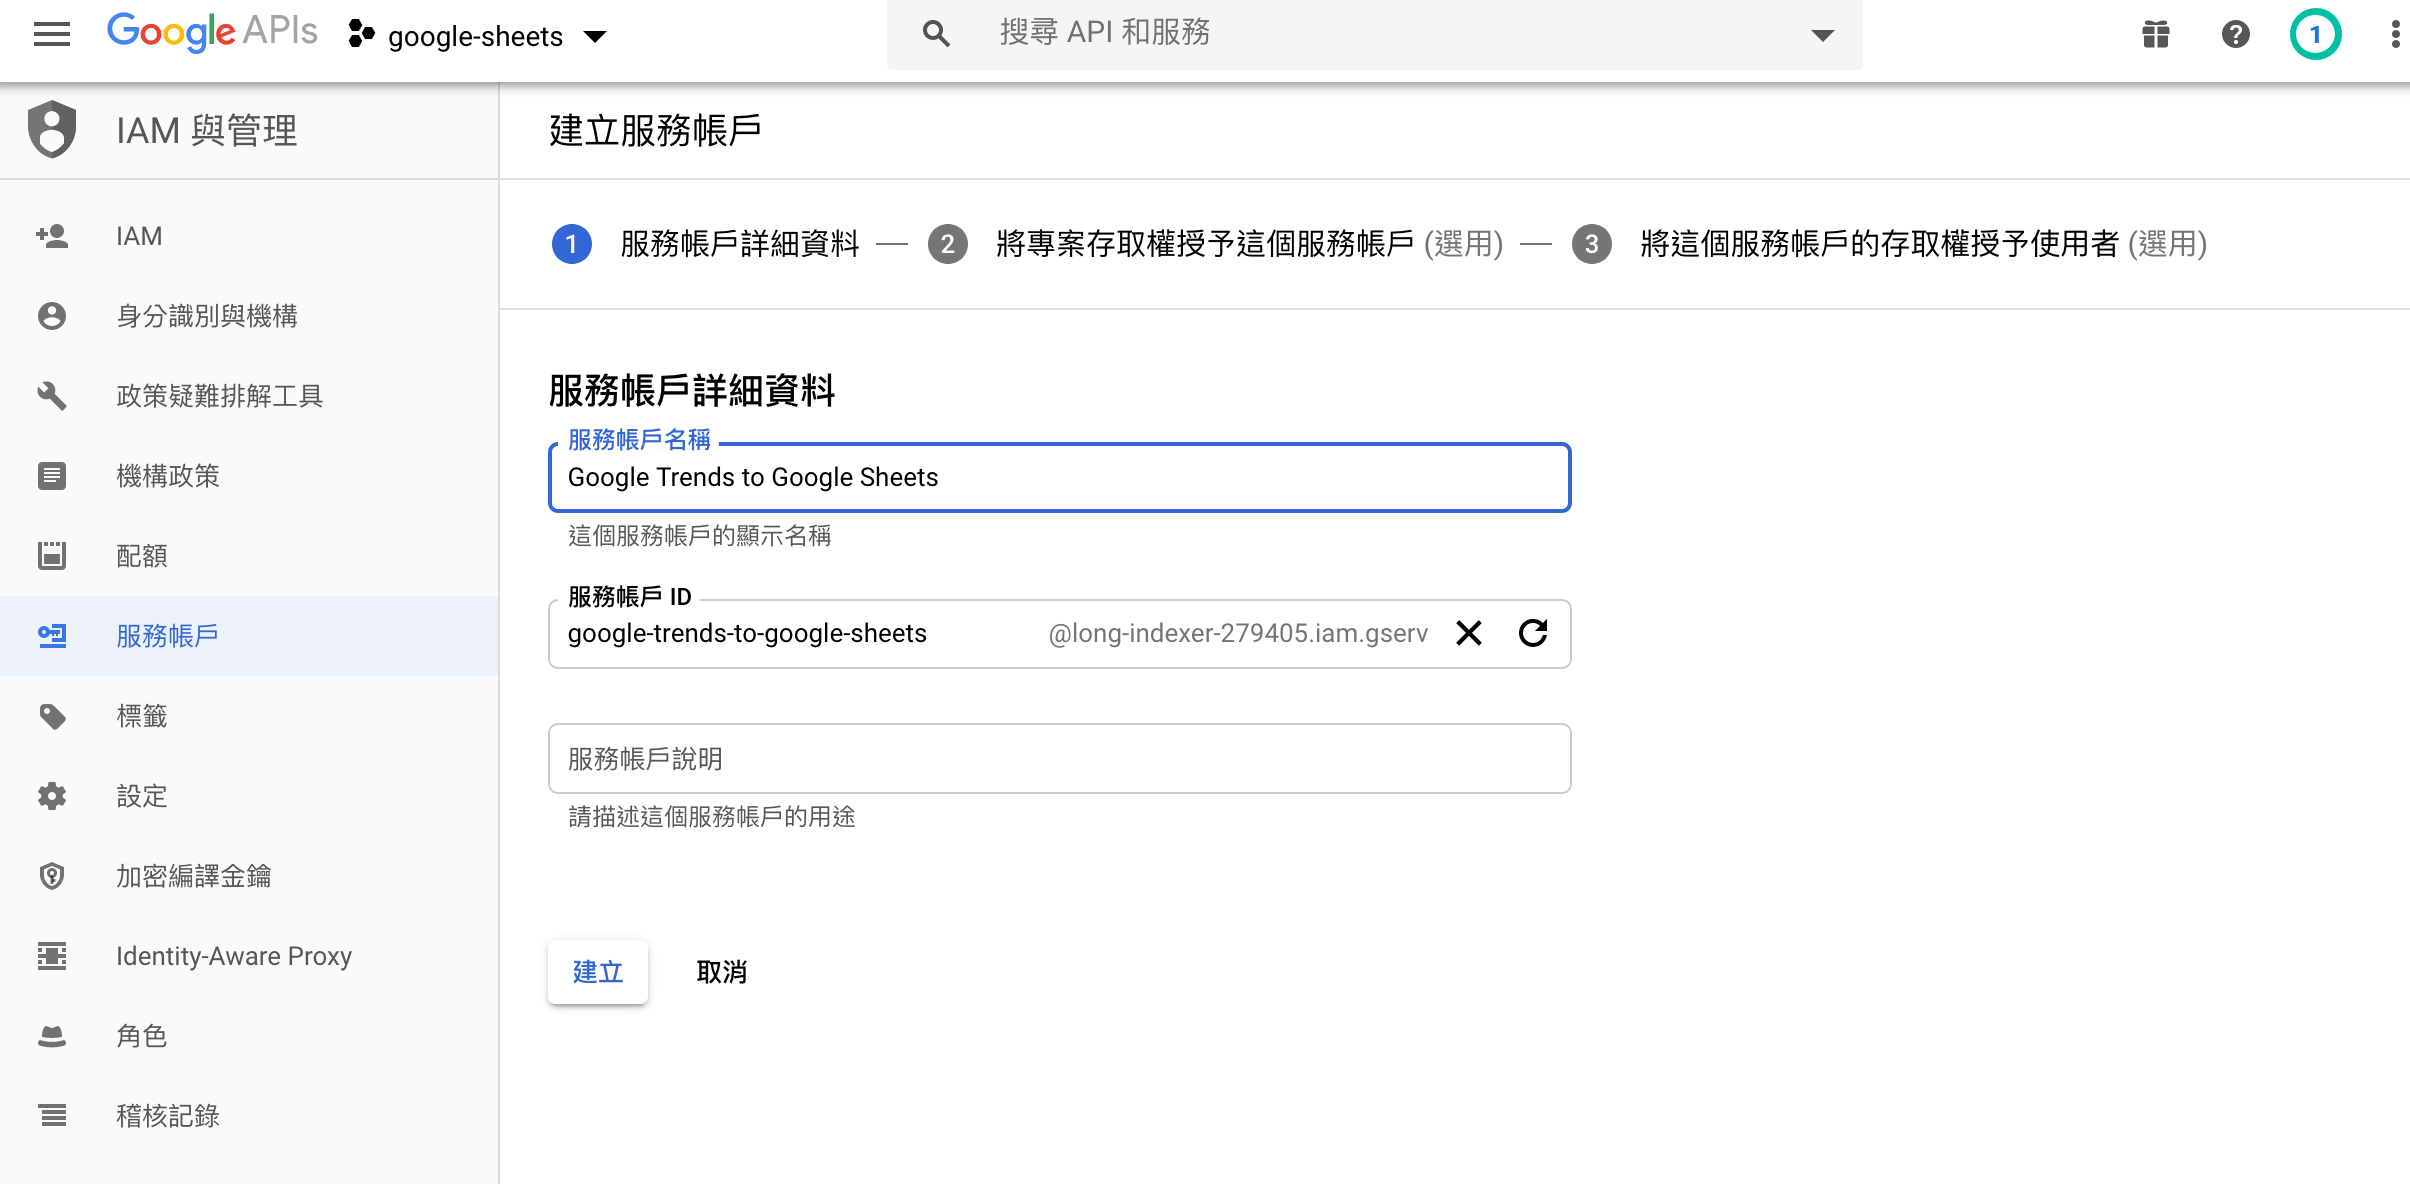 Google APIs
google-sheets
搜尋 API 和服務
1
IAM 與管理
IAM
身分識別與機構
政策疑難排解工具
機構政策
配額
服務帳戶
標籤
設定
加密編譯金鑰
Identity-Aware Proxy
角色
稽核記錄
建立服務帳戶
1 服務帳戶詳細資料 — 2 將專案存取權授予這個服務帳戶 (選用) — 3 將這個服務帳戶的存取權授予使用者 (選用)
服務帳戶詳細資料
服務帳戶名稱
Google Trends to Google Sheets
這個服務帳戶的顯示名稱
服務帳戶 ID
google-trends-to-google-sheets @long-indexer-279405.iam.gserv
服務帳戶說明
請描述這個服務帳戶的用途
建立 取消